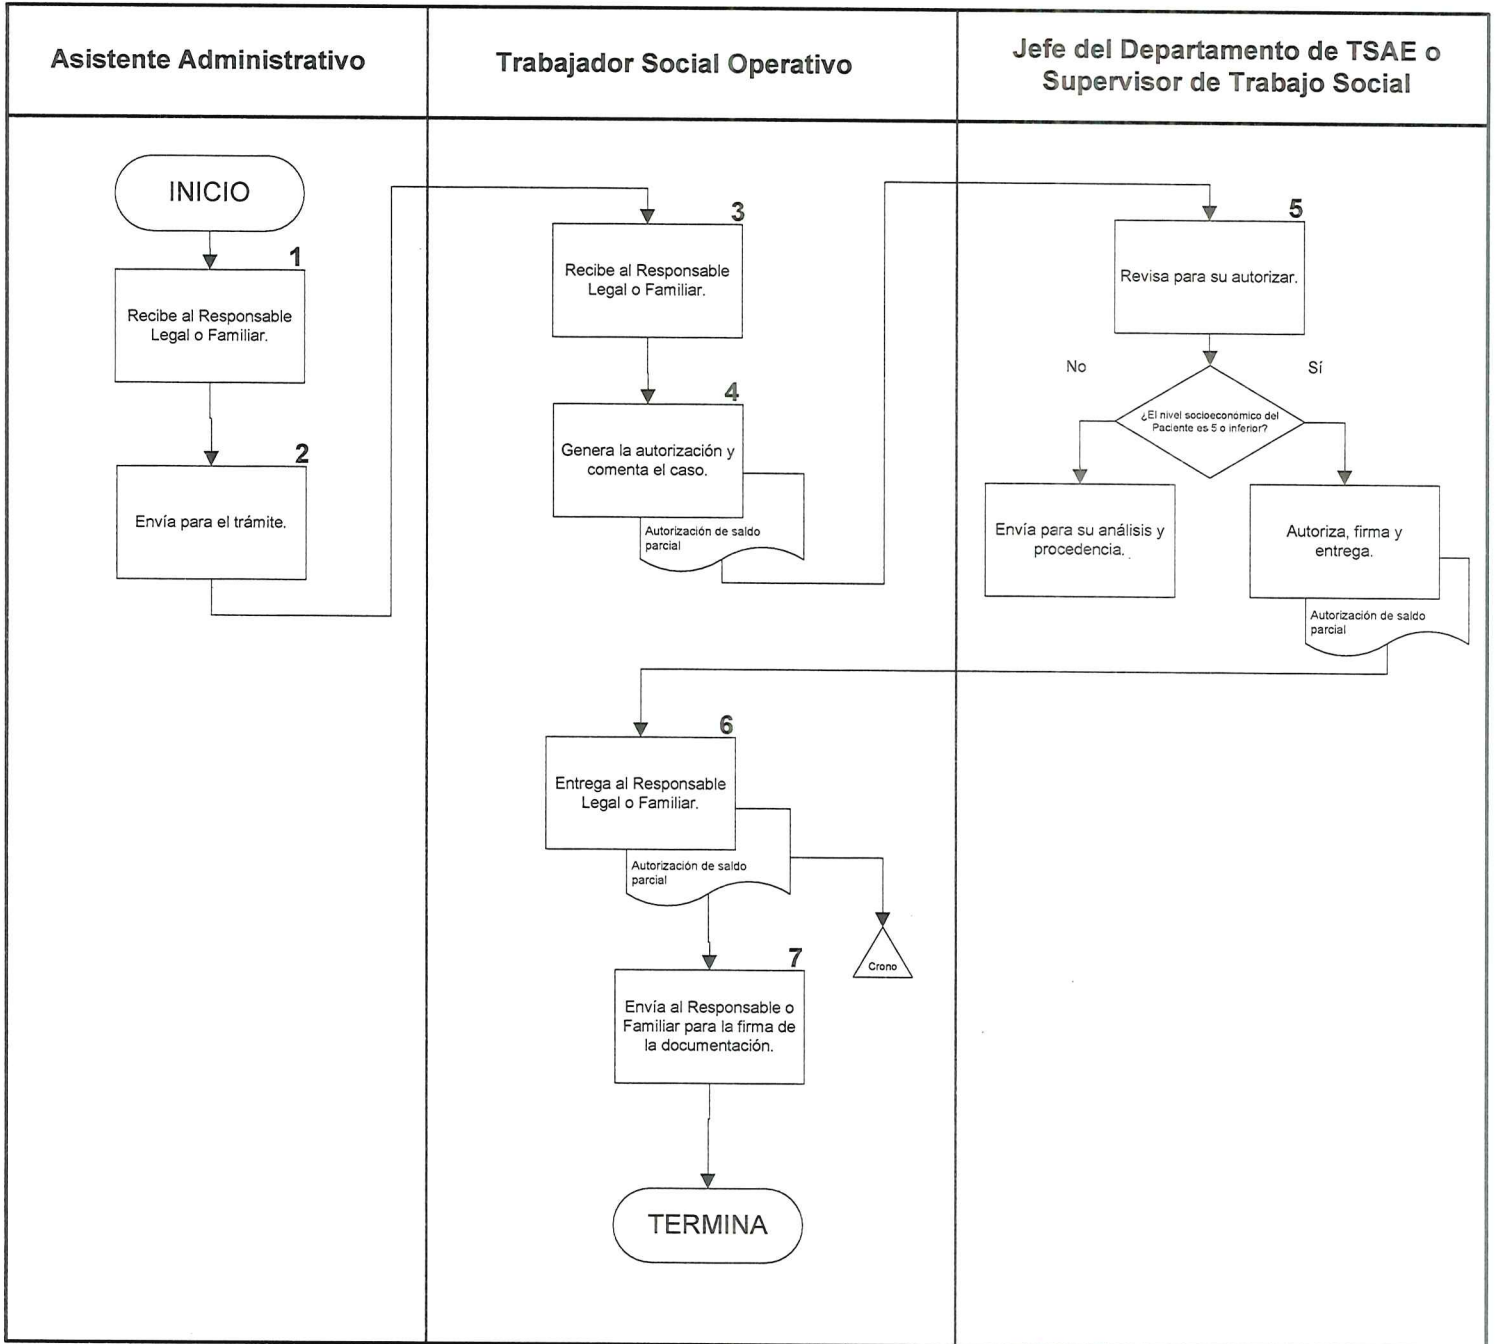 Asistente Administrativo
Trabajador Social Operativo
Jefe del Departamento de TSAE o
Supervisor de Trabajo Social
INICIO
1
Recibe al Responsable
Legal o Familiar.
2
Envía para el trámite.
3
Recibe al Responsable
Legal o Familiar.
4
Genera la autorización y
comenta el caso.
Autorización de saldo
parcial
5
Revisa para su autorizar.
No
Sí
¿El nivel socioeconómico del
Paciente es 5 o inferior?
Envía para su análisis y
procedencia.
Autoriza, firma y
entrega.
Autorización de saldo
parcial
6
Entrega al Responsable
Legal o Familiar.
Autorización de saldo
parcial
Crono
7
Envía al Responsable o
Familiar para la firma de
la documentación.
TERMINA